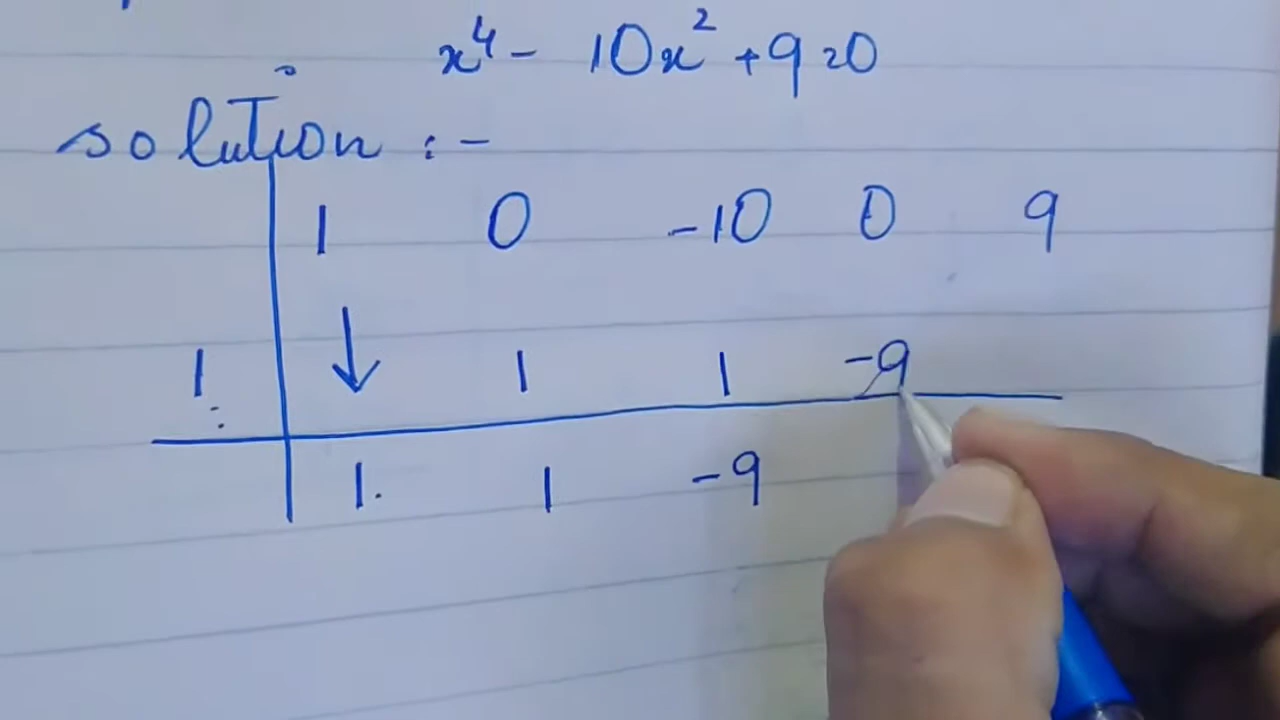 x⁴ - 10x² + 9 = 0
solution :-
1 0 -10 0 9
1 ↓ 1 1 -9
1. 1 -9